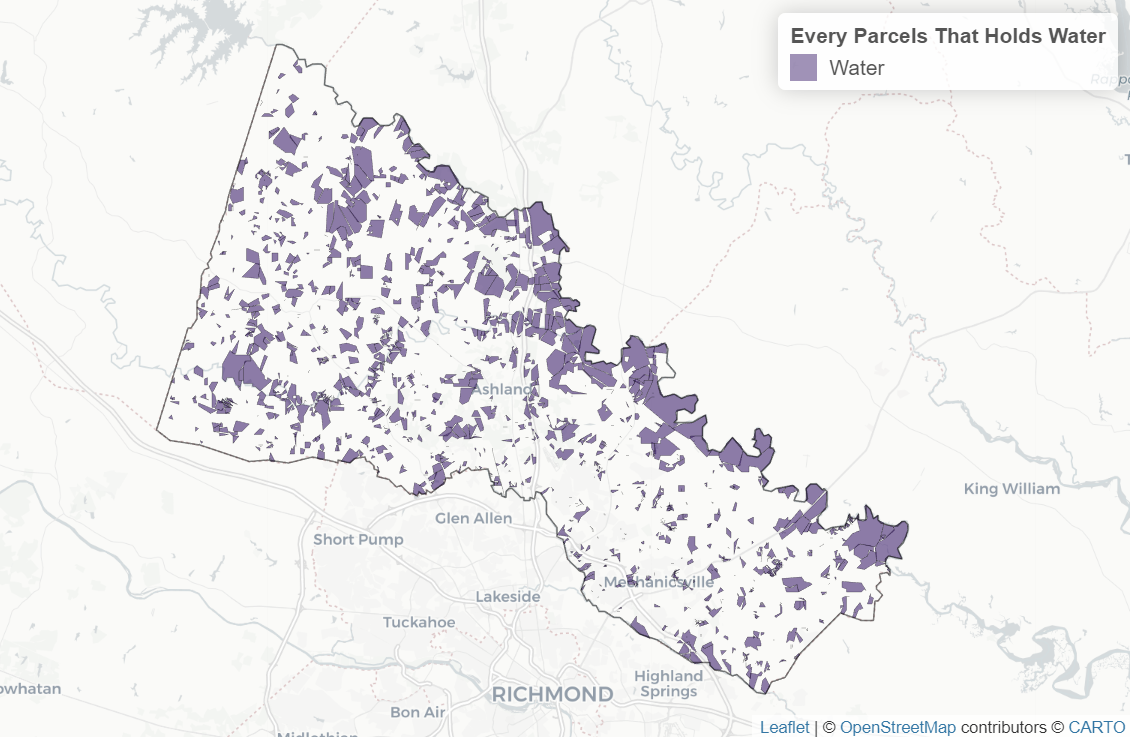 Every Parcels That Holds Water
Water
Ashland
King William
Glen Allen
Short Pump
Mechanicsville
Lakeside
Tuckahoe
Highland
Springs
owhatan
RICHMOND
Bon Air
Midlothian
Leaflet | © OpenStreetMap contributors © CARTO